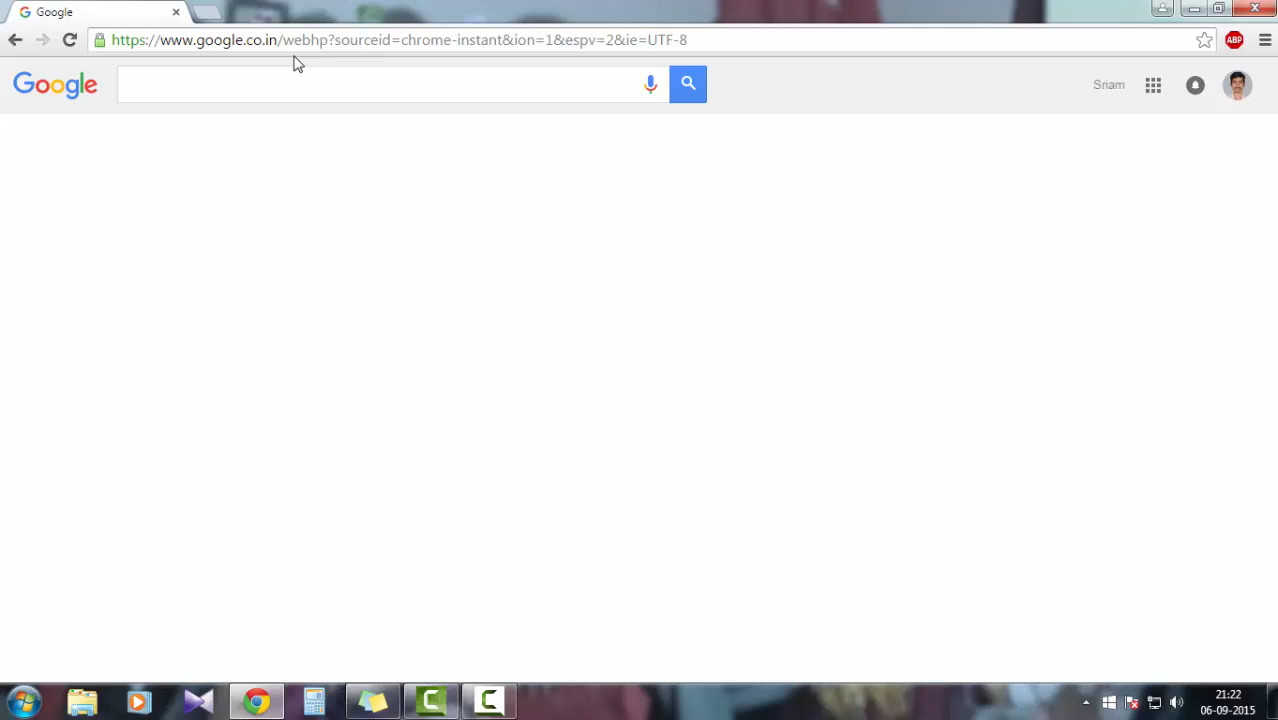 Google
https://www.google.co.in/webhp?sourceid=chrome-instant&ion=1&espv=2&ie=UTF-8
ABP
Google
Sriam
21:22
06-09-2015